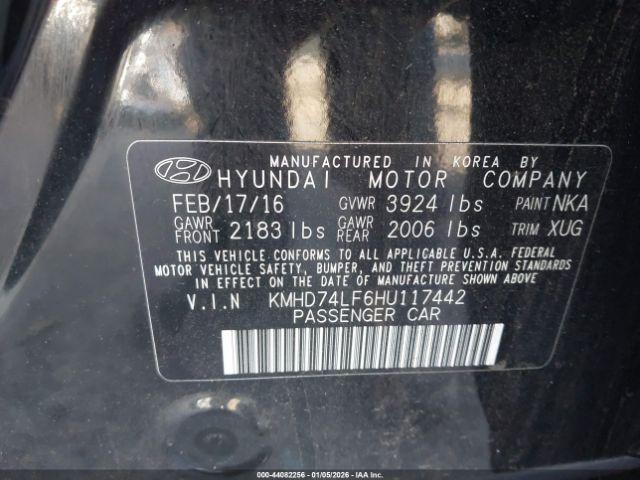 MANUFACTURED IN KOREA BY
HYUNDAI MOTOR COMPANY
FEB/17/16 GVWR 3924 lbs PAINT NKA
GAWR FRONT 2183 lbs GAWR REAR 2006 lbs TRIM XUG
THIS VEHICLE CONFORMS TO ALL APPLICABLE U.S.A. FEDERAL
MOTOR VEHICLE SAFETY, BUMPER, AND THEFT PREVENTION STANDARDS
IN EFFECT ON THE DATE OF MANUFACTURE SHOWN ABOVE
V.I.N KMHD74LF6HU117442
PASSENGER CAR
000-44082256 - 01/05/2026 - IAA Inc.